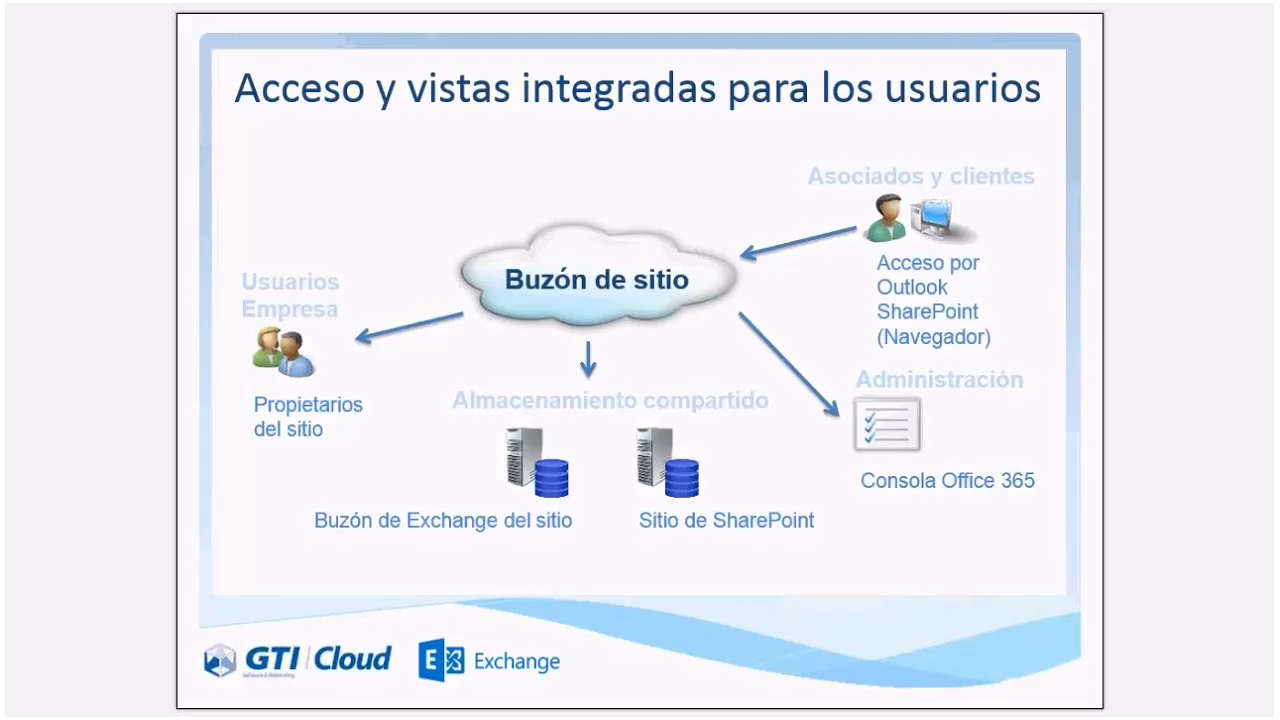 Acceso y vistas integradas para los usuarios
Asociados y clientes
Acceso por
Outlook
SharePoint
(Navegador)
Buzón de sitio
Usuarios
Empresa
Propietarios
del sitio
Almacenamiento compartido
Buzón de Exchange del sitio
Sitio de SharePoint
Administración
Consola Office 365
GTI Cloud
Software & Networking
E
Exchange